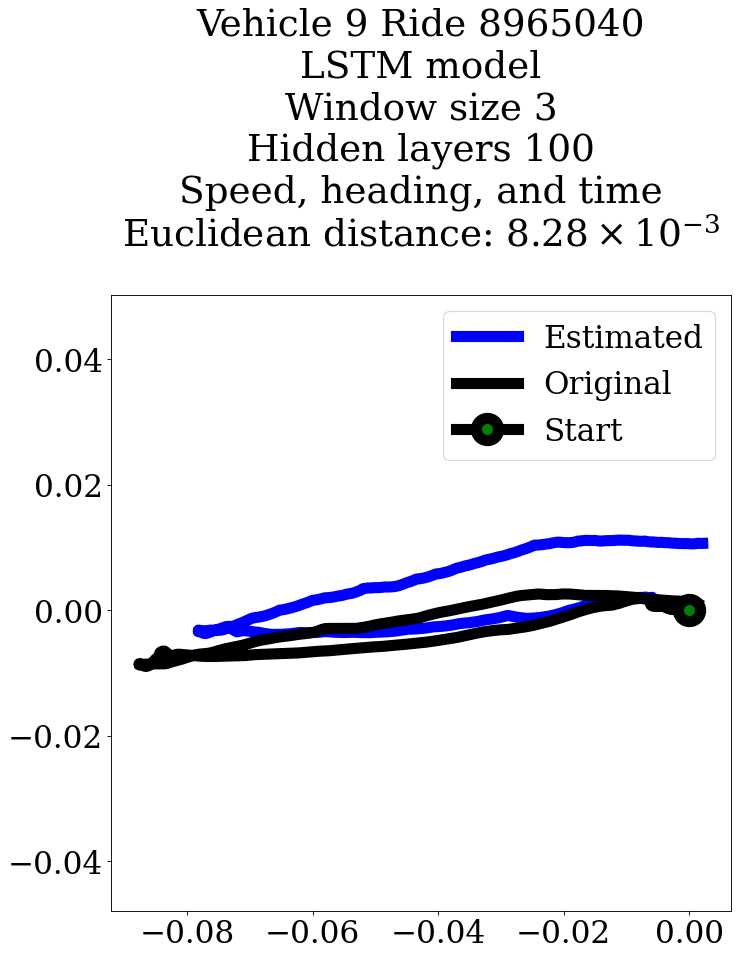 Vehicle 9 Ride 8965040
LSTM model
Window size 3
Hidden layers 100
Speed, heading, and time
Euclidean distance: 8.28 × 10⁻³
Estimated
Original
Start
0.04
0.02
0.00
−0.02
−0.04
−0.08 −0.06 −0.04 −0.02 0.00